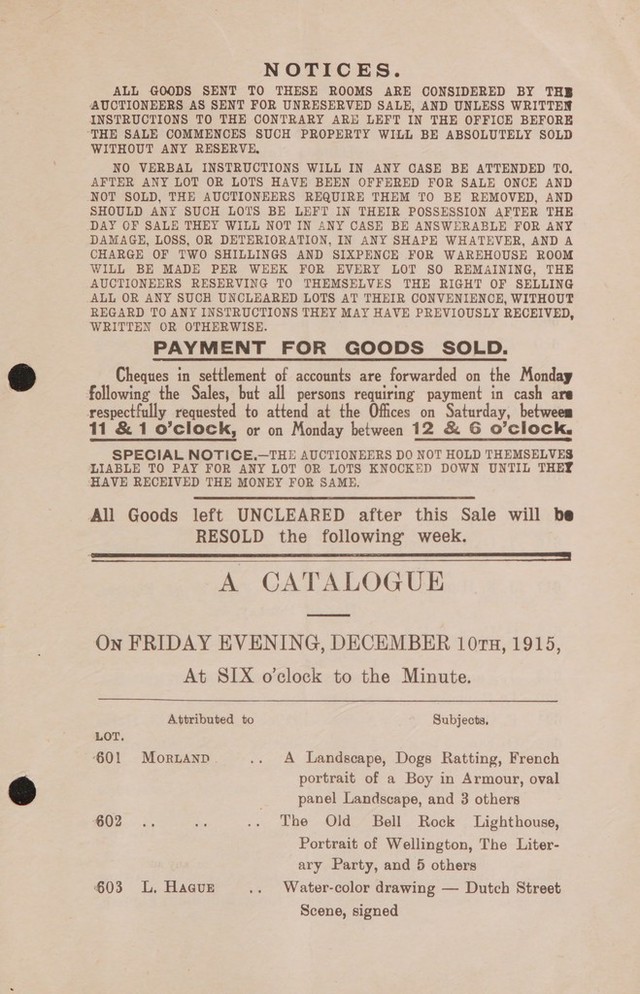 NOTICES.
ALL GOODS SENT TO THESE ROOMS ARE CONSIDERED BY THE
AUCTIONEERS AS SENT FOR UNRESERVED SALE, AND UNLESS WRITTEN
INSTRUCTIONS TO THE CONTRARY ARE LEFT IN THE OFFICE BEFORE
THE SALE COMMENCES SUCH PROPERTY WILL BE ABSOLUTELY SOLD
WITHOUT ANY RESERVE.
NO VERBAL INSTRUCTIONS WILL IN ANY CASE BE ATTENDED TO.
AFTER ANY LOT OR LOTS HAVE BEEN OFFERED FOR SALE ONCE AND
NOT SOLD, THE AUCTIONEERS REQUIRE THEM TO BE REMOVED, AND
SHOULD ANY SUCH LOTS BE LEFT IN THEIR POSSESSION AFTER THE
DAY OF SALE THEY WILL NOT IN ANY CASE BE ANSWERABLE FOR ANY
DAMAGE, LOSS, OR DETERIORATION, IN ANY SHAPE WHATEVER, AND A
CHARGE OF TWO SHILLINGS AND SIXPENCE FOR WAREHOUSE ROOM
WILL BE MADE PER WEEK FOR EVERY LOT SO REMAINING, THE
AUCTIONEERS RESERVING TO THEMSELVES THE RIGHT OF SELLING
ALL OR ANY SUCH UNCLEARED LOTS AT THEIR CONVENIENCE, WITHOUT
REGARD TO ANY INSTRUCTIONS THEY MAY HAVE PREVIOUSLY RECEIVED,
WRITTEN OR OTHERWISE.
PAYMENT FOR GOODS SOLD.
Cheques in settlement of accounts are forwarded on the Monday
following the Sales, but all persons requiring payment in cash are
respectfully requested to attend at the Offices on Saturday, between
11 & 1 o'clock, or on Monday between 12 & 6 o'clock.
SPECIAL NOTICE.—THE AUCTIONEERS DO NOT HOLD THEMSELVES
LIABLE TO PAY FOR ANY LOT OR LOTS KNOCKED DOWN UNTIL THEY
HAVE RECEIVED THE MONEY FOR SAME.
All Goods left UNCLEARED after this Sale will be
RESOLD the following week.
A CATALOGUE
ON FRIDAY EVENING, DECEMBER 10TH, 1915,
At SIX o'clock to the Minute.
Attributed to Subjects.
LOT.
601 MORLAND .. A Landscape, Dogs Ratting, French
portrait of a Boy in Armour, oval
panel Landscape, and 3 others
602 .. .. .. The Old Bell Rock Lighthouse,
Portrait of Wellington, The Liter-
ary Party, and 5 others
603 L. HAGUE .. Water-color drawing — Dutch Street
Scene, signed